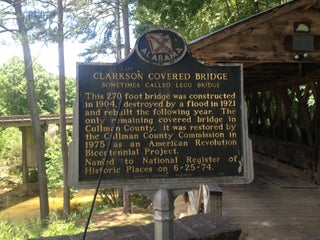 ALABAMA
CLARKSON COVERED BRIDGE
SOMETIMES CALLED LEGG BRIDGE
This 270 foot bridge was constructed
in 1904, destroyed by a flood in 1921
and rebuilt the following year. The
only remaining covered bridge in
Cullman County, it was restored by
the Cullman County Commission in
1975 as an American Revolution
Bicentennial Project.
Named to National Register of
Historic Places on 6-25-74.